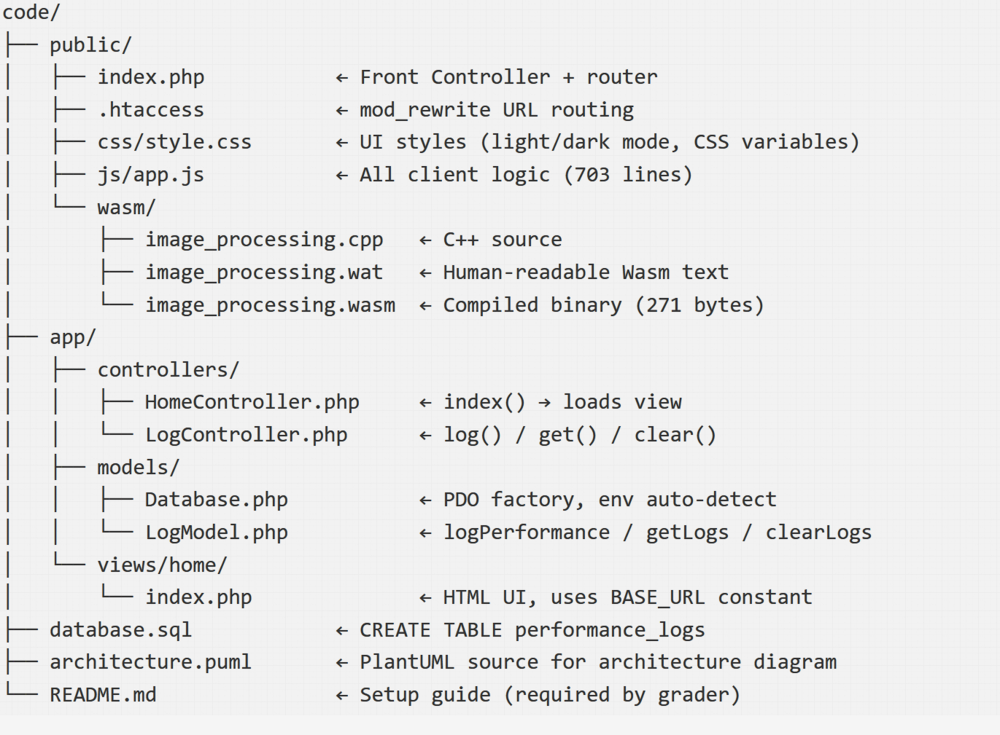 code/
├── public/
│   ├── index.php           ← Front Controller + router
│   ├── .htaccess           ← mod_rewrite URL routing
│   ├── css/style.css       ← UI styles (light/dark mode, CSS variables)
│   ├── js/app.js           ← All client logic (703 lines)
│   └── wasm/
│       ├── image_processing.cpp   ← C++ source
│       ├── image_processing.wat   ← Human-readable Wasm text
│       └── image_processing.wasm  ← Compiled binary (271 bytes)
├── app/
│   ├── controllers/
│   │   ├── HomeController.php     ← index() → loads view
│   │   └── LogController.php      ← log() / get() / clear()
│   ├── models/
│   │   ├── Database.php           ← PDO factory, env auto-detect
│   │   └── LogModel.php           ← logPerformance / getLogs / clearLogs
│   └── views/home/
│       └── index.php              ← HTML UI, uses BASE_URL constant
├── database.sql            ← CREATE TABLE performance_logs
├── architecture.puml       ← PlantUML source for architecture diagram
└── README.md               ← Setup guide (required by grader)